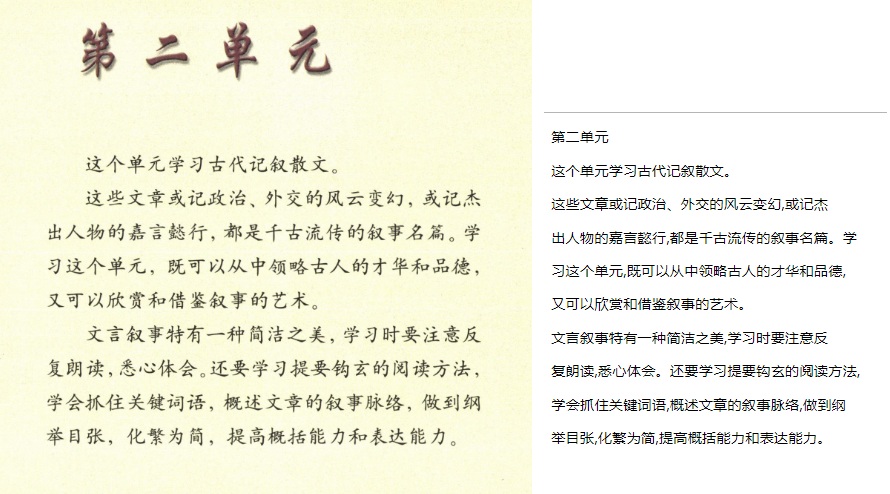 第二单元
这个单元学习古代记叙散文。
这些文章或记政治、外交的风云变幻，或记杰
出人物的嘉言懿行，都是千古流传的叙事名篇。学
习这个单元，既可以从中领略古人的才华和品德，
又可以欣赏和借鉴叙事的艺术。
文言叙事特有一种简洁之美，学习时要注意反
复朗读，悉心体会。还要学习提要钩玄的阅读方法，
学会抓住关键词语，概述文章的叙事脉络，做到纲
举目张，化繁为简，提高概括能力和表达能力。
第二单元
这个单元学习古代记叙散文。
这些文章或记政治、外交的风云变幻,或记杰
出人物的嘉言懿行,都是千古流传的叙事名篇。学
习这个单元,既可以从中领略古人的才华和品德,
又可以欣赏和借鉴叙事的艺术。
文言叙事特有一种简洁之美,学习时要注意反
复朗读,悉心体会。还要学习提要钩玄的阅读方法,
学会抓住关键词语,概述文章的叙事脉络,做到纲
举目张,化繁为简,提高概括能力和表达能力。